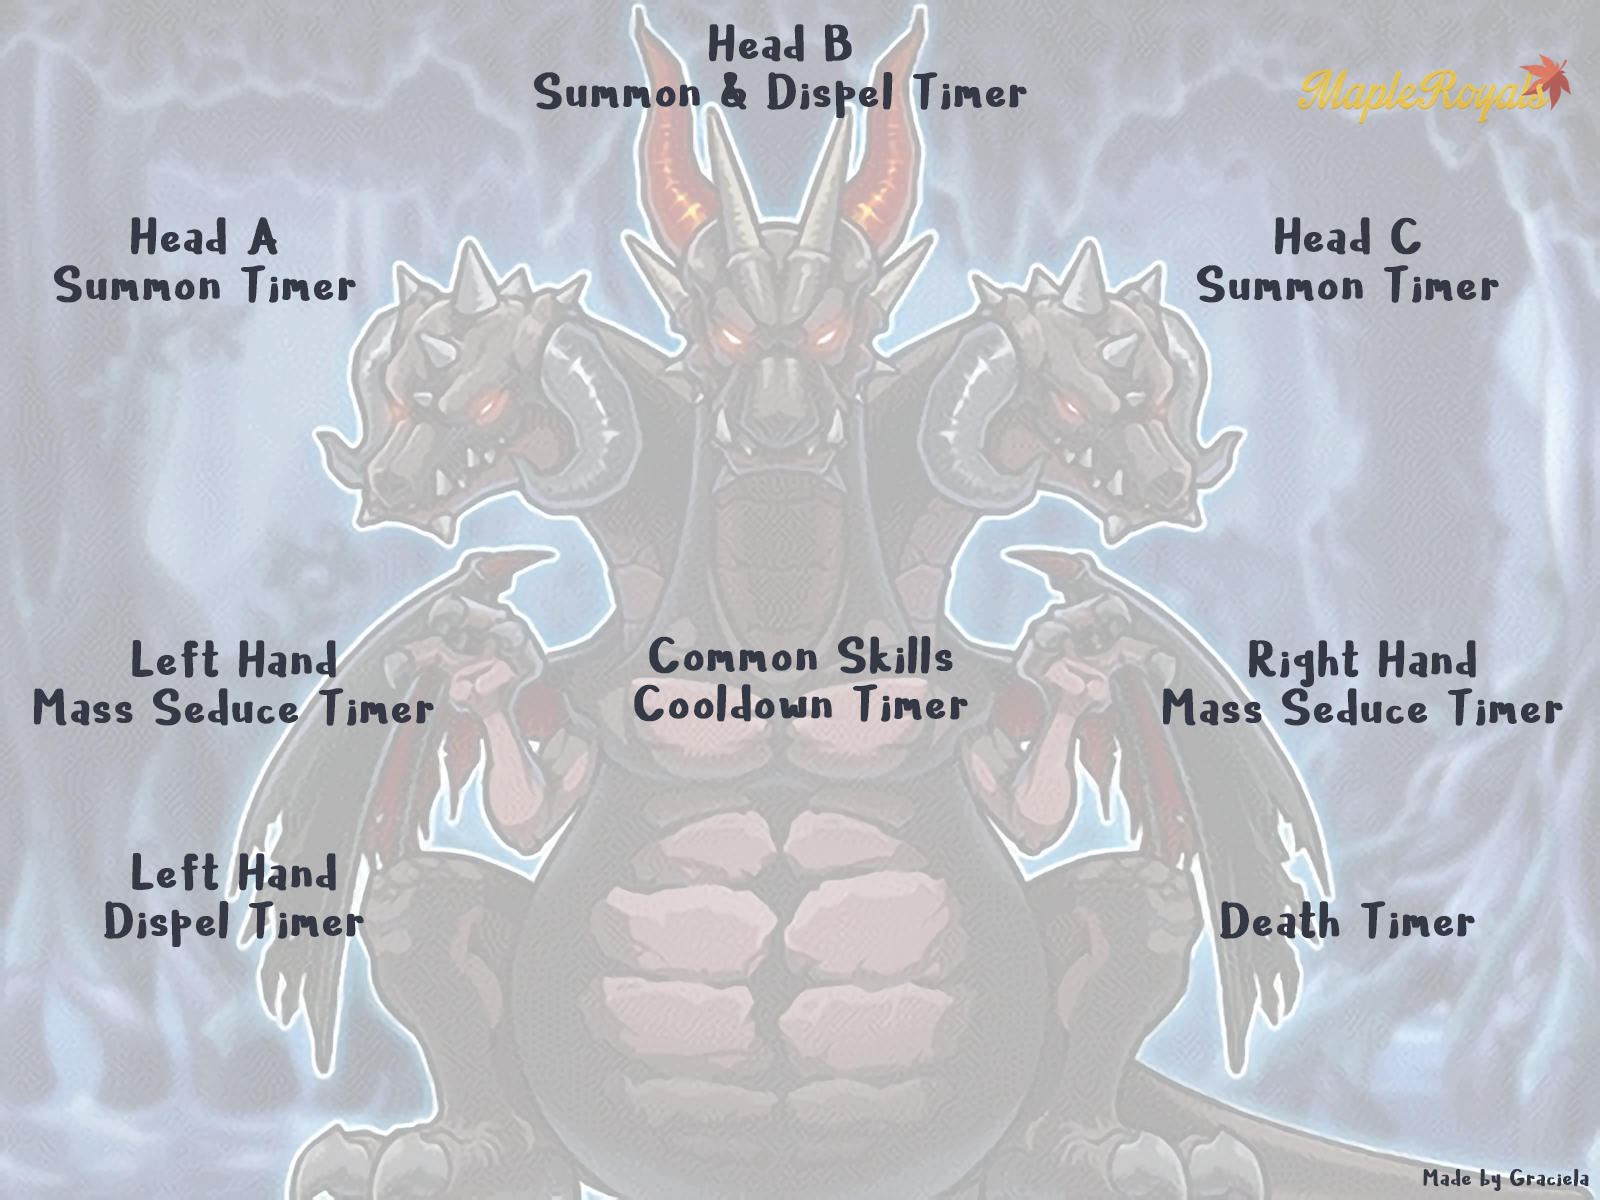 Head B
Summon & Dispel Timer
MapleRoyals
Head A
Summon Timer
Head C
Summon Timer
Left Hand
Mass Seduce Timer
Common Skills
Cooldown Timer
Right Hand
Mass Seduce Timer
Left Hand
Dispel Timer
Death Timer
Made by Graciela